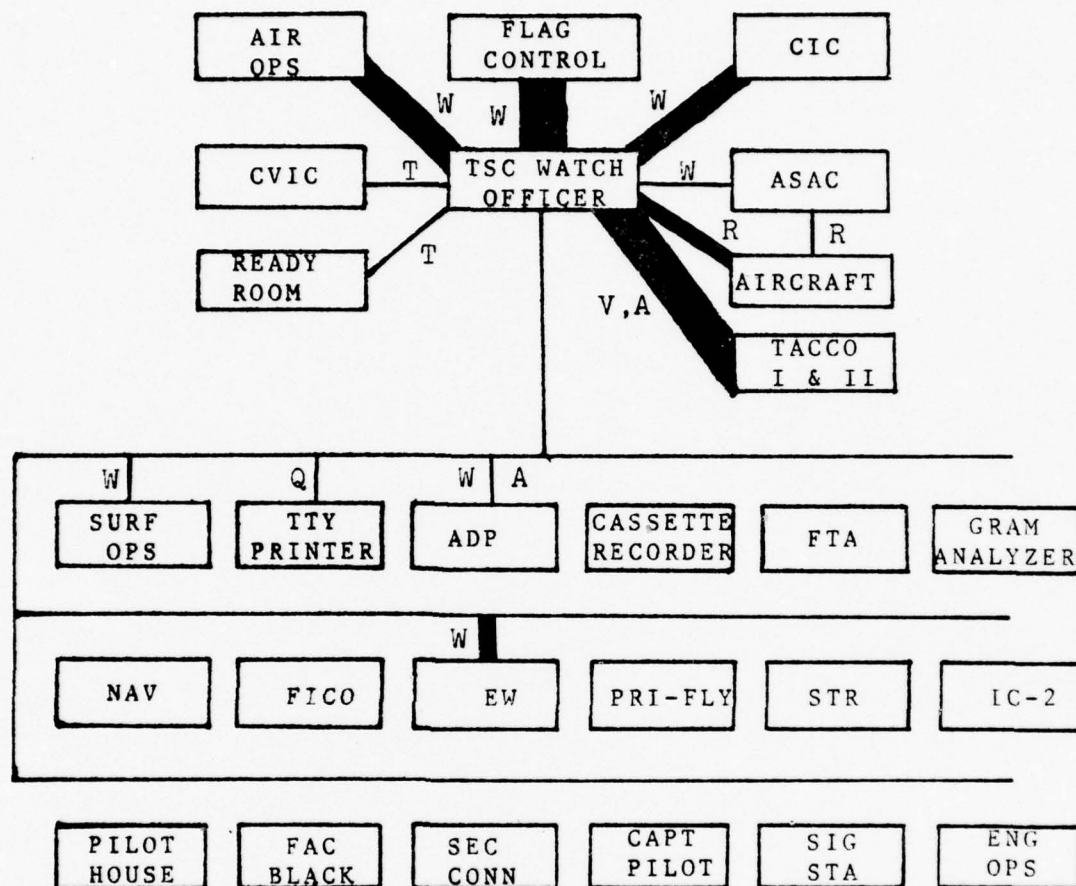 AIR
OPS
FLAG
CONTROL
CIC
W
W
W
CVIC
T
TSC WATCH
OFFICER
W
ASAC
READY
ROOM
T
R
R
AIRCRAFT
V,A
TACCO
I & II
W
Q
W A
SURF
OPS
TTY
PRINTER
ADP
CASSETTE
RECORDER
FTA
GRAM
ANALYZER
W
NAV
FICO
EW
PRI-FLY
STR
IC-2
PILOT
HOUSE
FAC
BLACK
SEC
CONN
CAPT
PILOT
SIG
STA
ENG
OPS